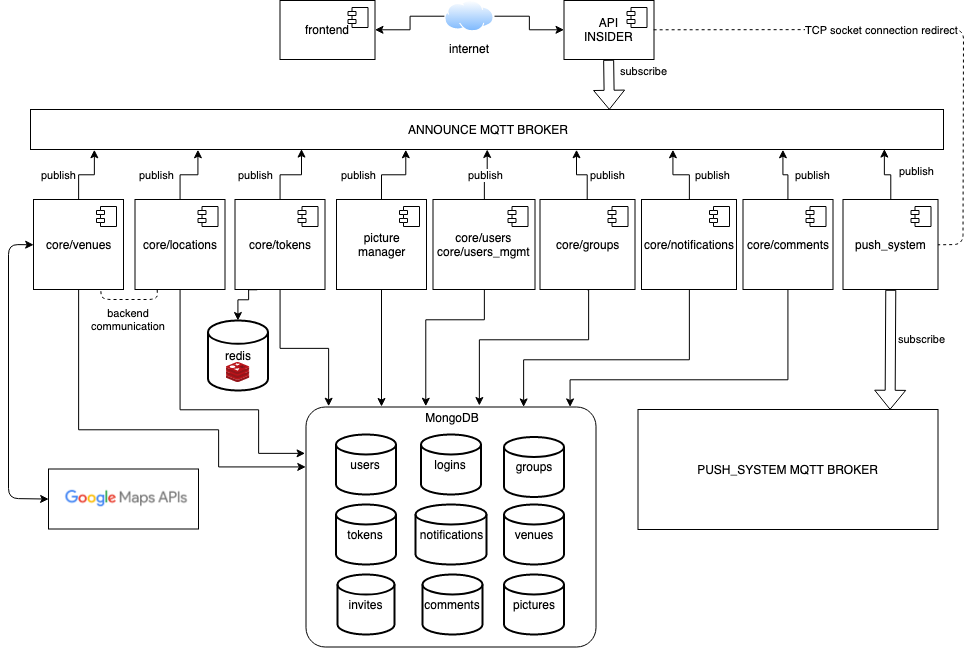 frontend
internet
API
INSIDER
TCP socket connection redirect
subscribe
ANNOUNCE MQTT BROKER
publish
publish
publish
publish
publish
publish
publish
publish
publish
core/venues
core/locations
core/tokens
picture
manager
core/users
core/users_mgmt
core/groups
core/notifications
core/comments
push_system
backend
communication
redis
subscribe
MongoDB
users
logins
groups
PUSH_SYSTEM MQTT BROKER
Google Maps APIs
tokens
notifications
venues
invites
comments
pictures